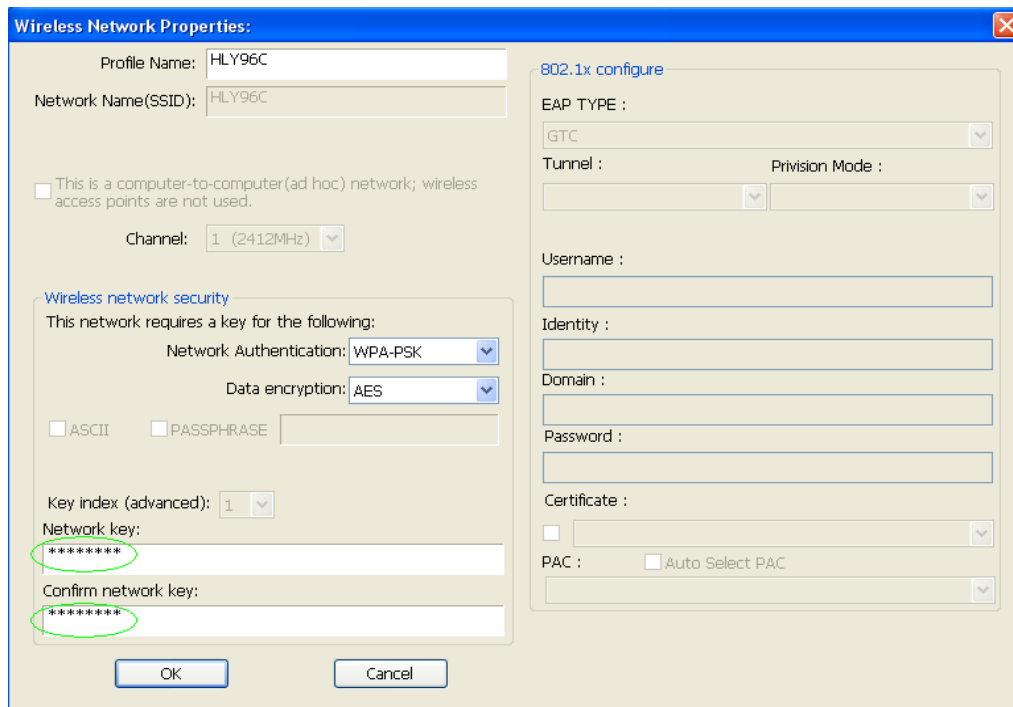 Wireless Network Properties:
Profile Name: HLY96C
Network Name(SSID): HLY96C
This is a computer-to-computer(ad hoc) network; wireless
access points are not used.
Channel: 1 (2412MHz)
Wireless network security
This network requires a key for the following:
Network Authentication: WPA-PSK
Data encryption: AES
ASCII PASSPHRASE
Key index (advanced): 1
Network key:
********
Confirm network key:
********
OK Cancel
802.1x configure
EAP TYPE :
GTC
Tunnel : Privision Mode :
Username :
Identity :
Domain :
Password :
Certificate :
PAC : Auto Select PAC